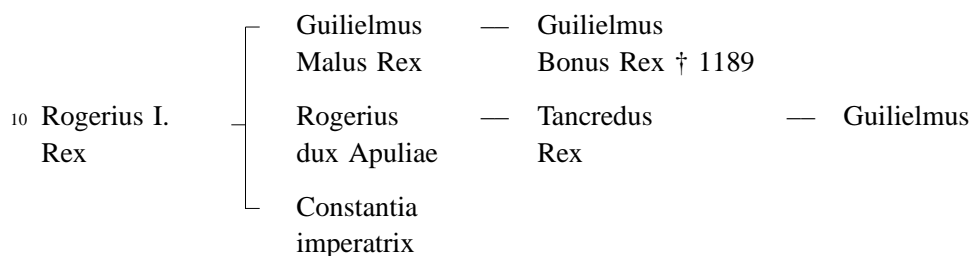 Guilielmus — Guilielmus
Malus Rex Bonus Rex † 1189
10 Rogerius I. Rogerius — Tancredus — Guilielmus
Rex dux Apuliae Rex
Constantia
imperatrix